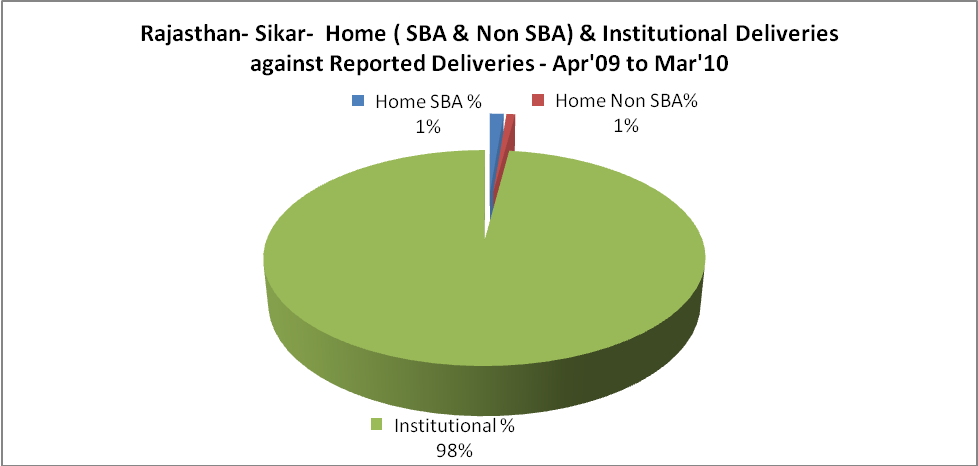 Rajasthan- Sikar-  Home ( SBA & Non SBA) & Institutional Deliveries
against Reported Deliveries - Apr'09 to Mar'10
Home SBA %
1%
Home Non SBA%
1%
Institutional %
98%